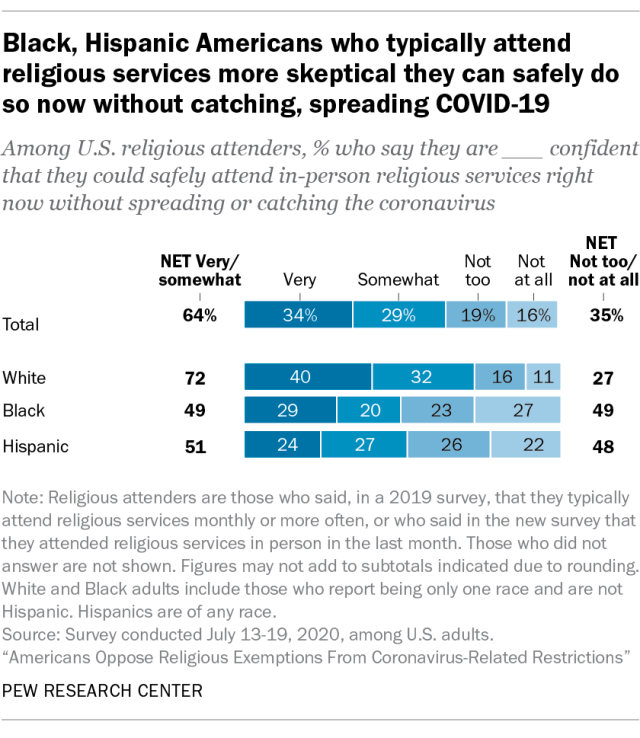 Black, Hispanic Americans who typically attend
religious services more skeptical they can safely do
so now without catching, spreading COVID-19
Among U.S. religious attenders, % who say they are ___ confident
that they could safely attend in-person religious services right
now without spreading or catching the coronavirus
NET Very/
somewhat
Very
Somewhat
Not
too
Not
at all
NET
Not too/
not at all
Total 64% 34% 29% 19% 16% 35%
White 72 40 32 16 11 27
Black 49 29 20 23 27 49
Hispanic 51 24 27 26 22 48
Note: Religious attenders are those who said, in a 2019 survey, that they typically
attend religious services monthly or more often, or who said in the new survey that
they attended religious services in person in the last month. Those who did not
answer are not shown. Figures may not add to subtotals indicated due to rounding.
White and Black adults include those who report being only one race and are not
Hispanic. Hispanics are of any race.
Source: Survey conducted July 13-19, 2020, among U.S. adults.
“Americans Oppose Religious Exemptions From Coronavirus-Related Restrictions”
PEW RESEARCH CENTER